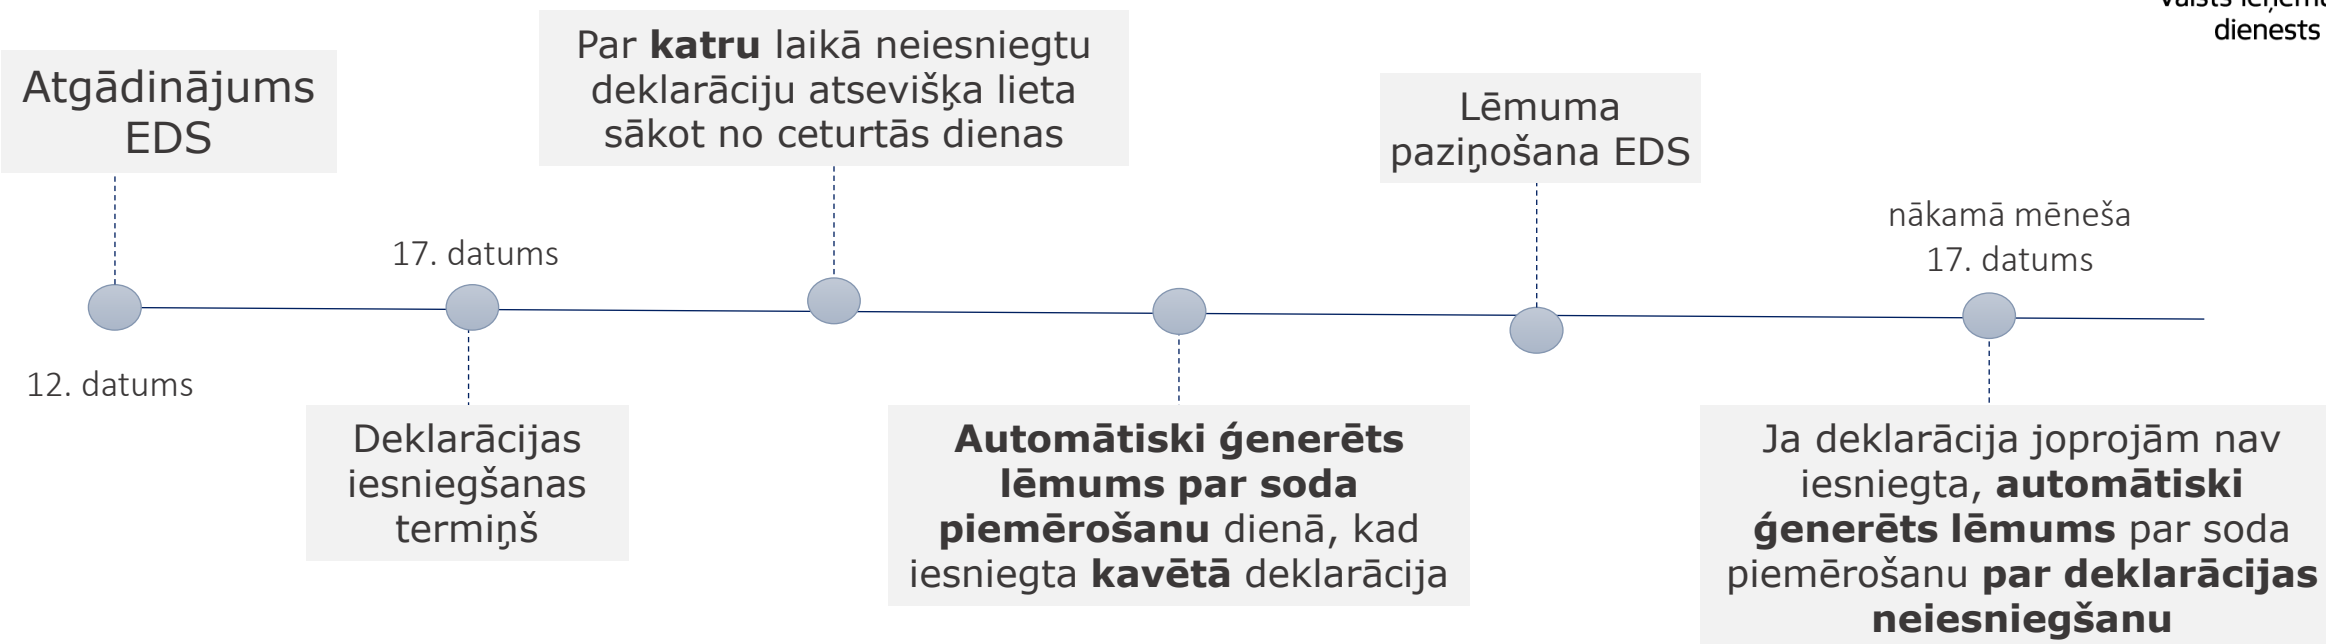 dienests
Atgādinājums
EDS
12. datums
17. datums
Deklarācijas
iesniegšanas
termiņš
Par katru laikā neiesniegtu
deklarāciju atsevišķa lieta
sākot no ceturtās dienas
Automātiski ģenerēts
lēmums par soda
piemērošanu dienā, kad
iesniegta kavētā deklarācija
Lēmuma
paziņošana EDS
nākamā mēneša
17. datums
Ja deklarācija joprojām nav
iesniegta, automātiski
ģenerēts lēmums par soda
piemērošanu par deklarācijas
neiesniegšanu